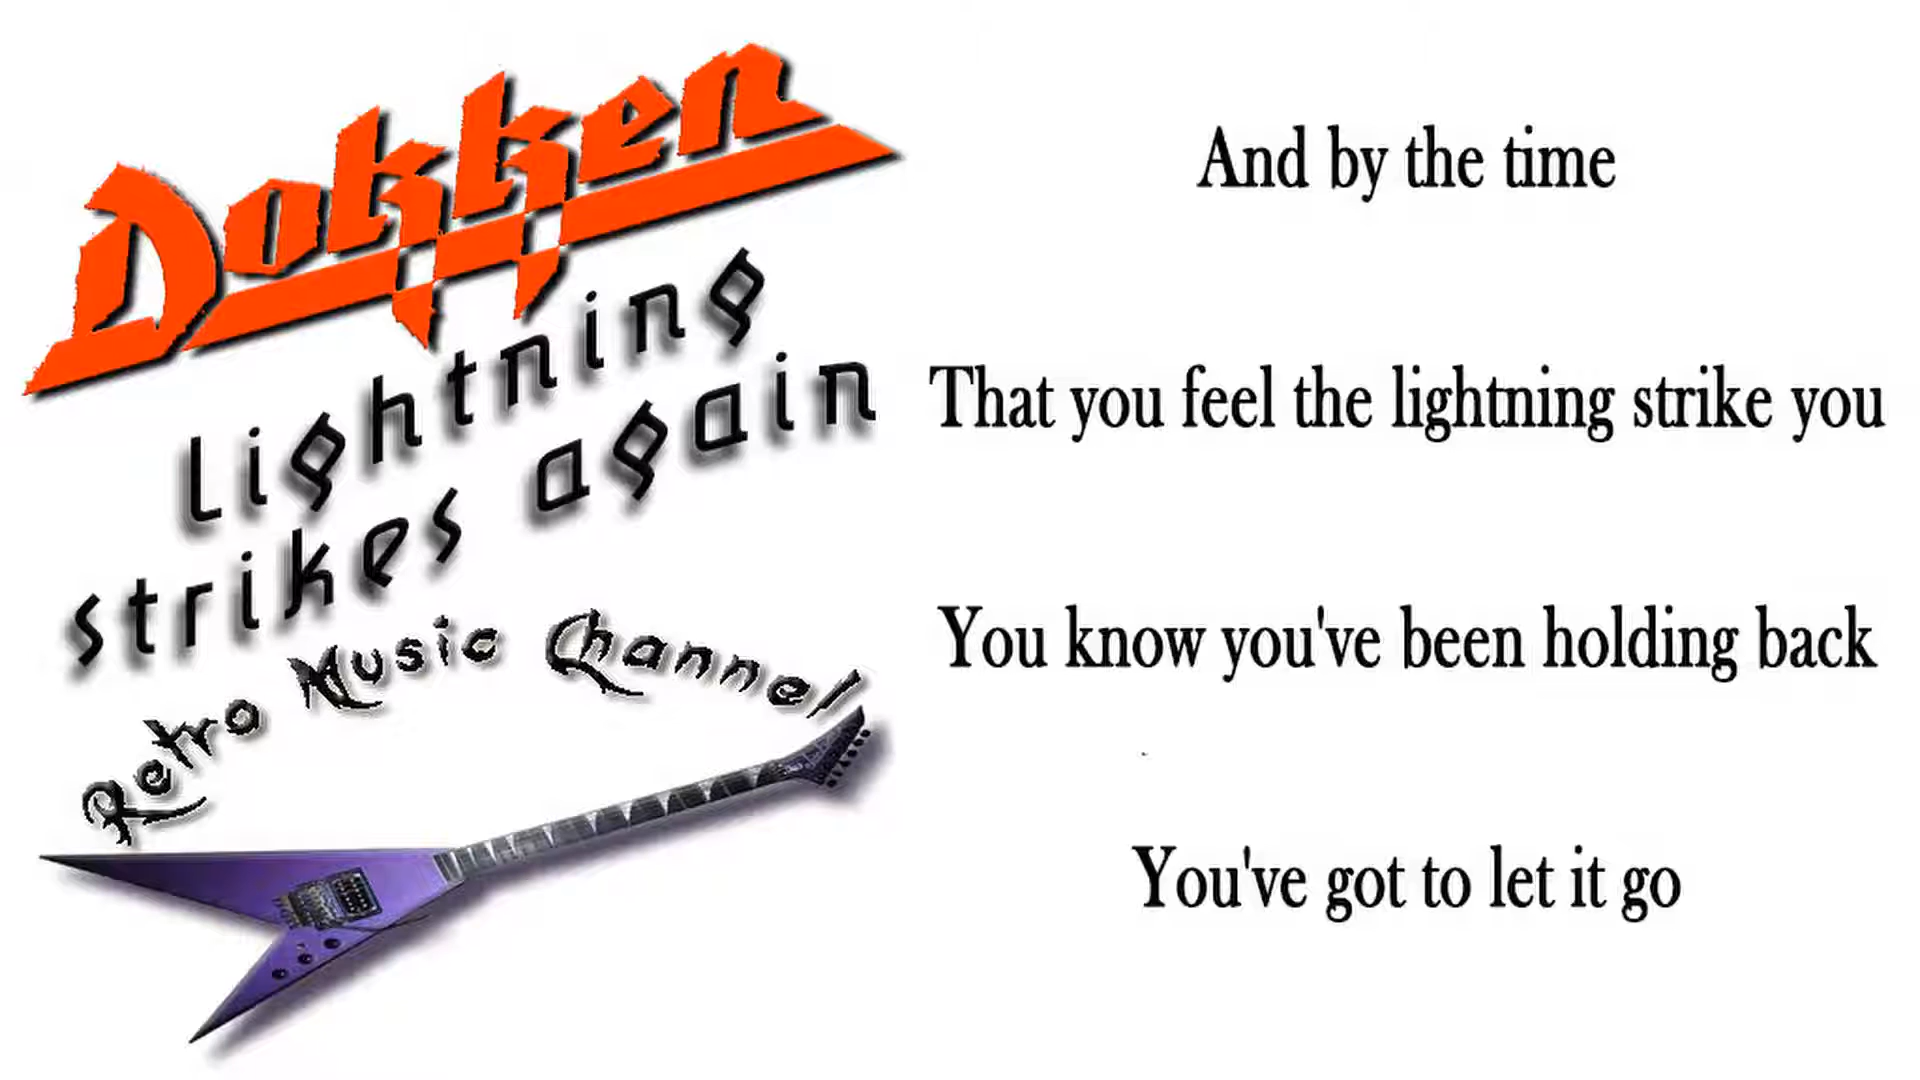 Dokken
lightning
strikes again
Retro Music Channel
And by the time
That you feel the lightning strike you
You know you've been holding back
You've got to let it go